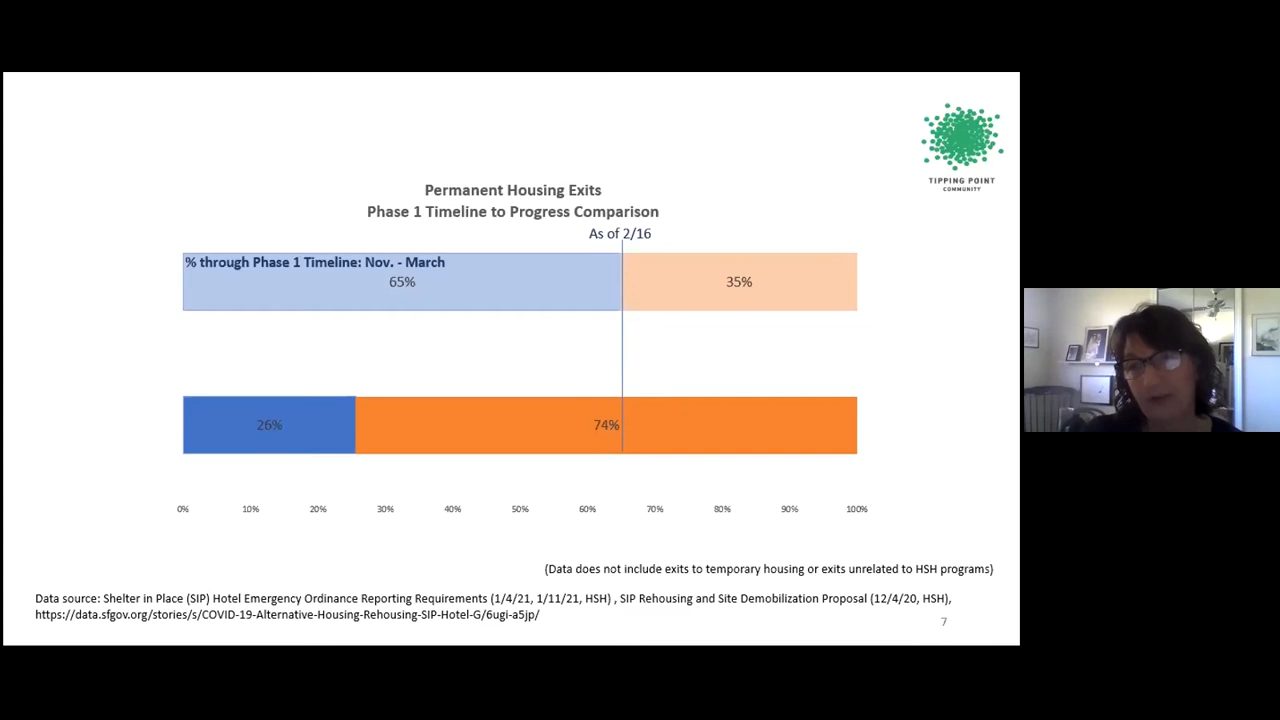 TIPPING POINT
COMMUNITY
Permanent Housing Exits
Phase 1 Timeline to Progress Comparison
As of 2/16
% through Phase 1 Timeline: Nov. - March
65%
35%
26%
74%
0% 10% 20% 30% 40% 50% 60% 70% 80% 90% 100%
(Data does not include exits to temporary housing or exits unrelated to HSH programs)
Data source: Shelter in Place (SIP) Hotel Emergency Ordinance Reporting Requirements (1/4/21, 1/11/21, HSH) , SIP Rehousing and Site Demobilization Proposal (12/4/20, HSH),
https://data.sfgov.org/stories/s/COVID-19-Alternative-Housing-Rehousing-SIP-Hotel-G/6ugi-a5jp/
7